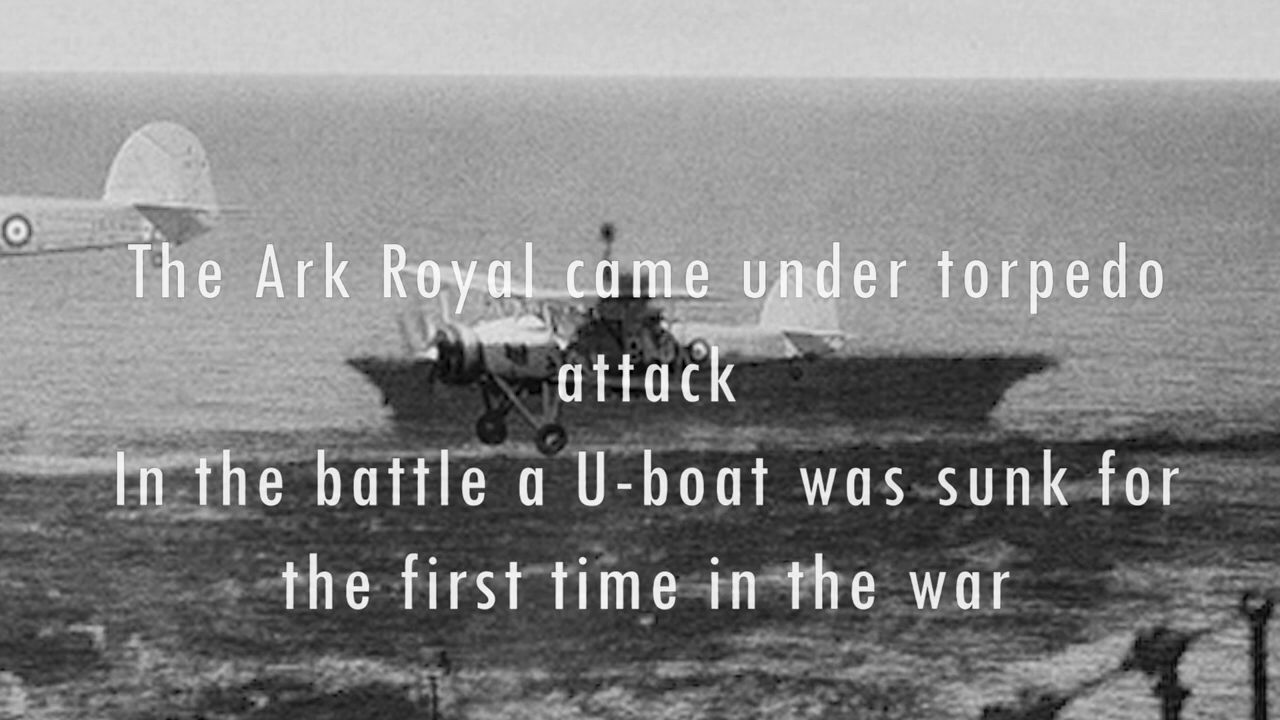 The Ark Royal came under torpedo
attack
In the battle a U-boat was sunk for
the first time in the war